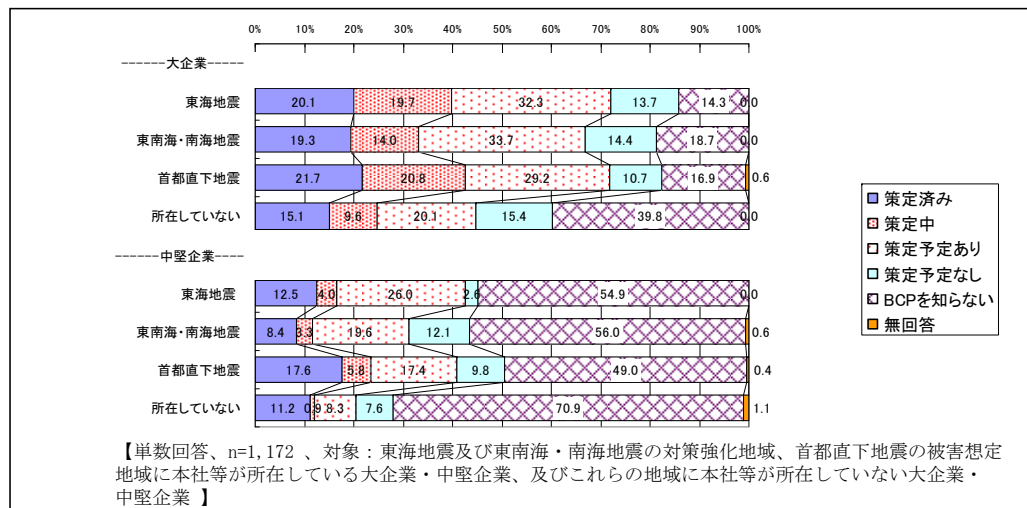 0% 10% 20% 30% 40% 50% 60% 70% 80% 90% 100%
------大企業-----
東海地震 20.1 19.7 32.3 13.7 14.3 0.0
東南海・南海地震 19.3 14.0 33.7 14.4 18.7 0.0
首都直下地震 21.7 20.8 29.2 10.7 16.9 0.6
所在していない 15.1 9.6 20.1 15.4 39.8 0.0
------中堅企業----
東海地震 12.5 4.0 26.0 2.6 54.9 0.0
東南海・南海地震 8.4 3.3 19.6 12.1 56.0 0.6
首都直下地震 17.6 5.8 17.4 9.8 49.0 0.4
所在していない 11.2 0.9 8.3 7.6 70.9 1.1
策定済み
策定中
策定予定あり
策定予定なし
BCPを知らない
無回答
【単数回答、n=1,172 、対象：東海地震及び東南海・南海地震の対策強化地域、首都直下地震の被害想定
地域に本社等が所在している大企業・中堅企業、及びこれらの地域に本社等が所在していない大企業・
中堅企業 】